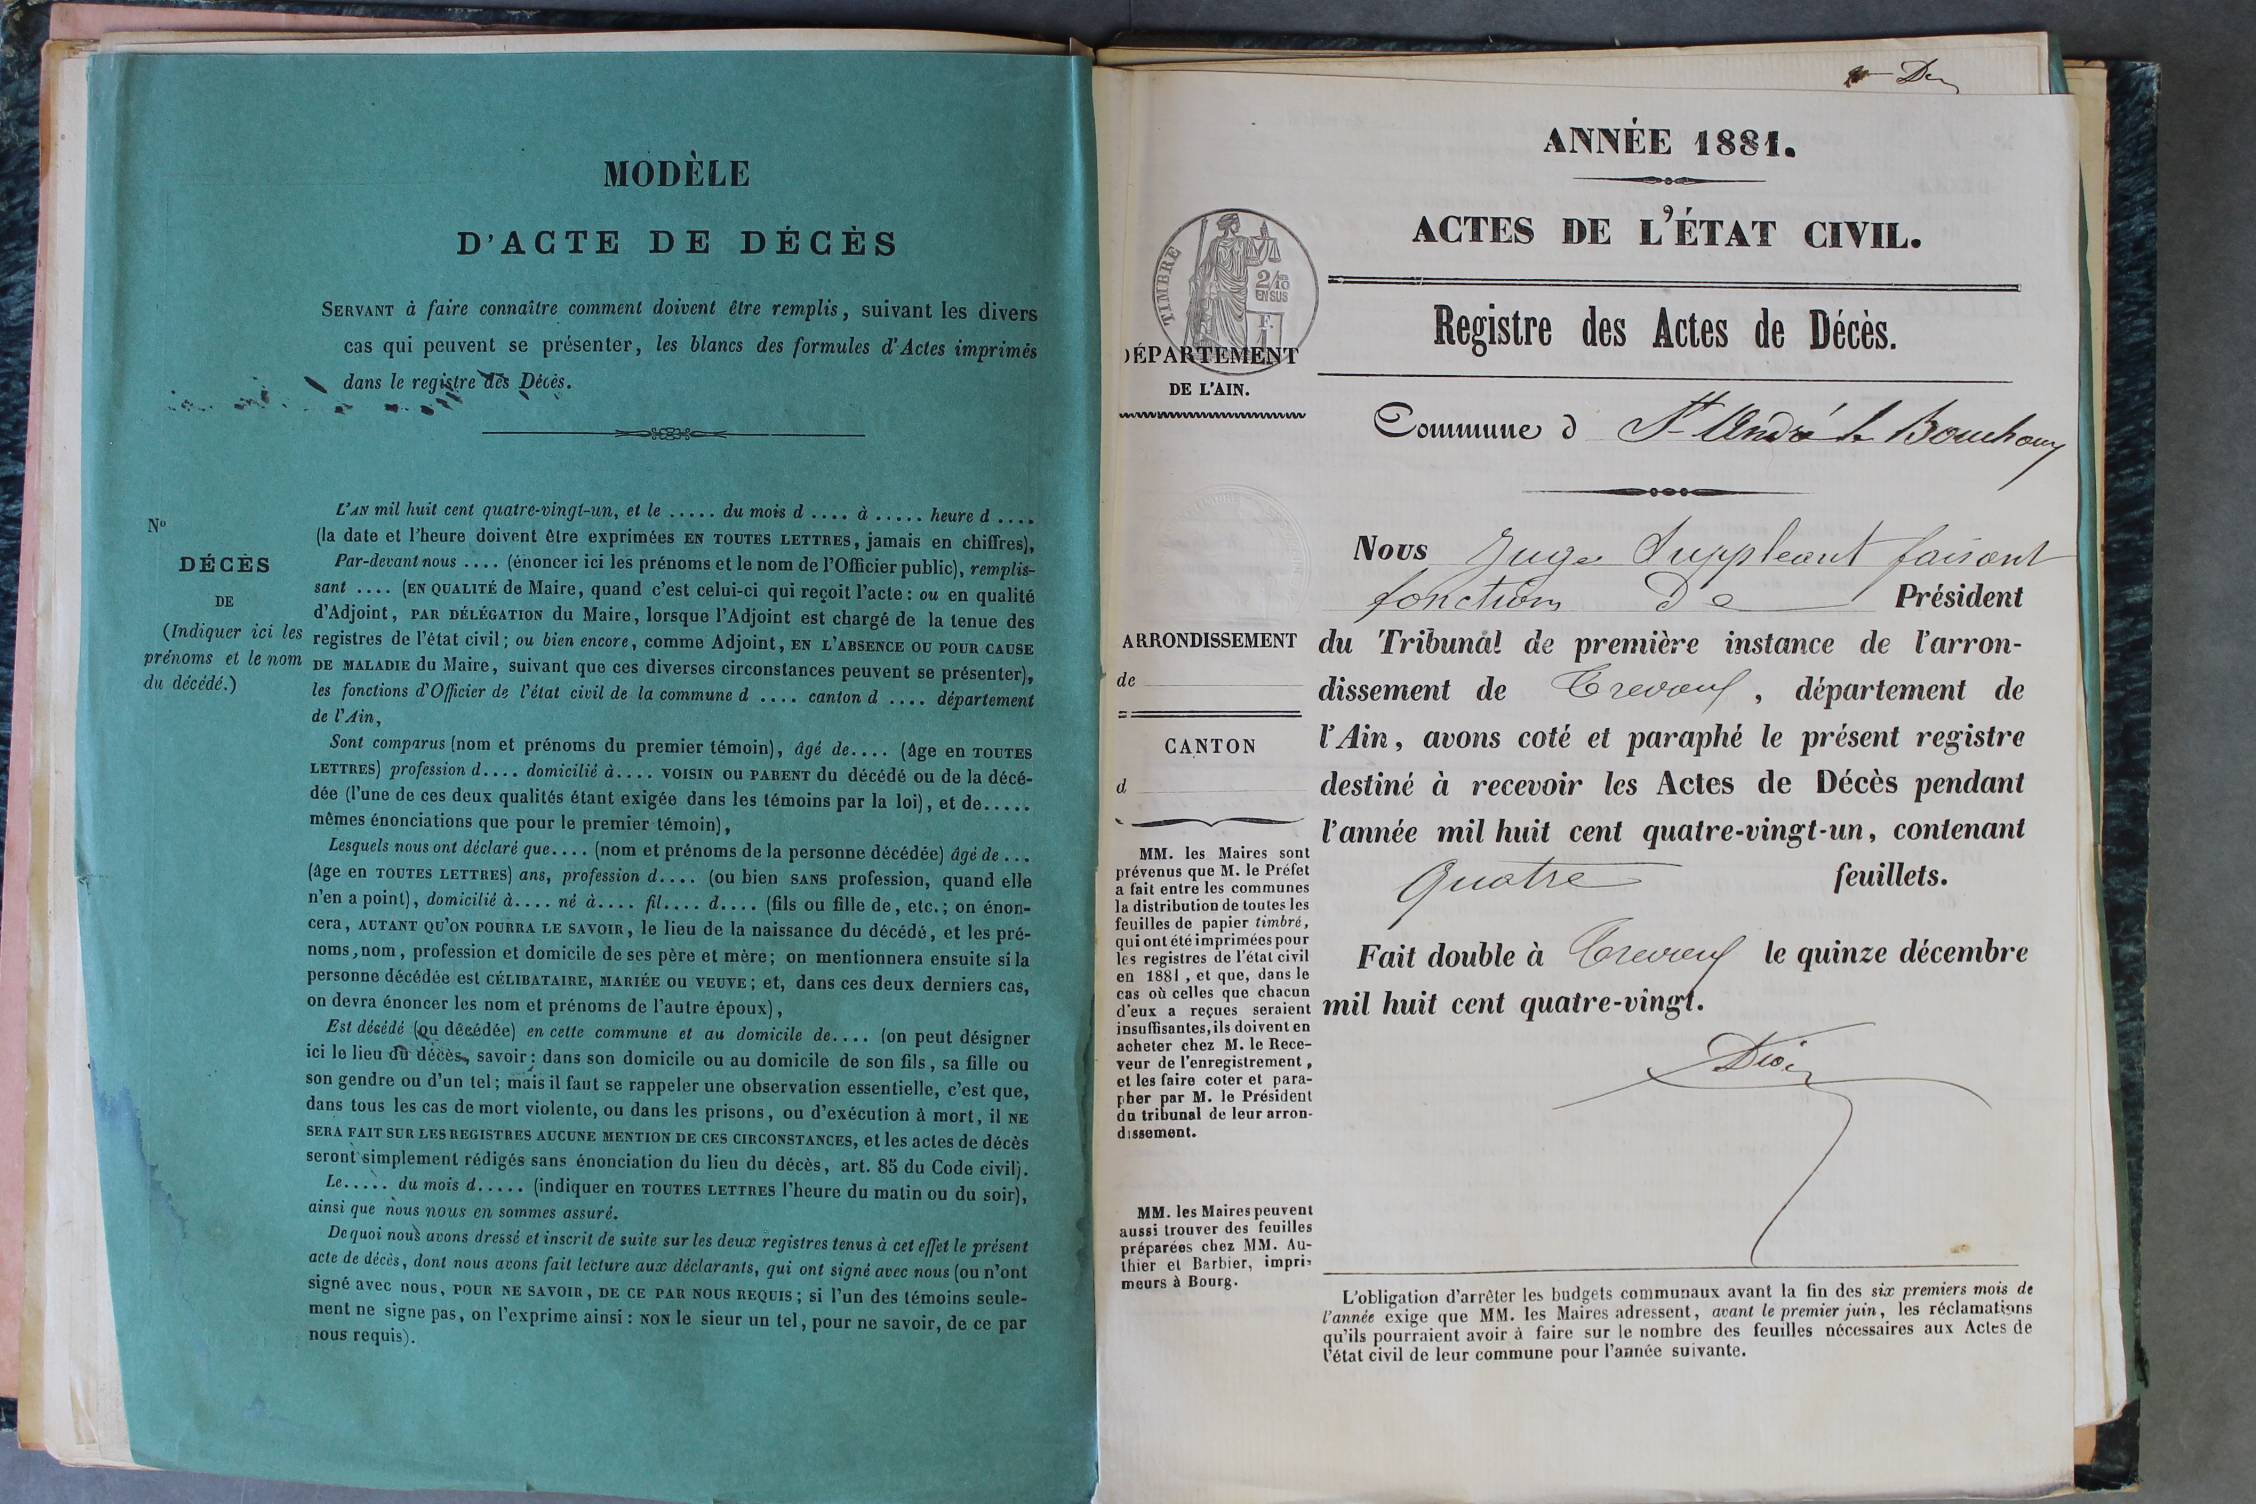 MODÈLE
D'ACTE DE DÉCÈS
SERVANT à faire connaître comment doivent être remplis, suivant les divers
cas qui peuvent se présenter, les blancs des formules d'Actes imprimés
dans le registre des Décès.
N°
DÉCÈS
DE
(Indiquer ici les
prénoms et le nom
du décédé.)
L'AN mil huit cent quatre-vingt-un, et le ..... du mois d .... à ..... heure d ....
(la date et l'heure doivent être exprimées EN TOUTES LETTRES, jamais en chiffres),
Par-devant nous .... (énoncer ici les prénoms et le nom de l'Officier public), remplis-
sant .... (EN QUALITÉ de Maire, quand c'est celui-ci qui reçoit l'acte : ou en qualité
d'Adjoint, PAR DÉLÉGATION du Maire, lorsque l'Adjoint est chargé de la tenue des
registres de l'état civil ; ou bien encore, comme Adjoint, EN L'ABSENCE OU POUR CAUSE
DE MALADIE du Maire, suivant que ces diverses circonstances peuvent se présenter),
les fonctions d'Officier de l'état civil de la commune d .... canton d .... département
de l'Ain,
Sont comparus (nom et prénoms du premier témoin), âgé de.... (âge en TOUTES
LETTRES) profession d.... domicilié à.... VOISIN OU PARENT du décédé ou de la décé-
dée (l'une de ces deux qualités étant exigée dans les témoins par la loi), et de.....
mêmes énonciations que pour le premier témoin),
Lesquels nous ont déclaré que.... (nom et prénoms de la personne décédée) âgé de ...
(âge en TOUTES LETTRES) ans, profession d.... (ou bien SANS profession, quand elle
n'en a point), domicilié à.... né à.... fil.... d.... (fils ou fille de, etc.; on énon-
cera, AUTANT QU'ON POURRA LE SAVOIR, le lieu de la naissance du décédé, et les pré-
noms, nom, profession et domicile de ses père et mère; on mentionnera ensuite si la
personne décédée est CÉLIBATAIRE, MARIÉE OU VEUVE; et, dans ces deux derniers cas,
on devra énoncer les nom et prénoms de l'autre époux),
Est décédé (ou décédée) en cette commune et au domicile de.... (on peut désigner
ici le lieu du décès, savoir : dans son domicile ou au domicile de son fils, sa fille ou
son gendre ou d'un tel; mais il faut se rappeler une observation essentielle, c'est que,
dans tous les cas de mort violente, ou dans les prisons, ou d'exécution à mort, il NE
SERA FAIT SUR LES REGISTRES AUCUNE MENTION DE CES CIRCONSTANCES, et les actes de décès
seront simplement rédigés sans énonciation du lieu du décès, art. 85 du Code civil).
Le..... du mois d..... (indiquer en TOUTES LETTRES l'heure du matin ou du soir),
ainsi que nous nous en sommes assuré.
De quoi nous avons dressé et inscrit de suite sur les deux registres tenus à cet effet le présent
acte de décès, dont nous avons fait lecture aux déclarants, qui ont signé avec nous (ou n'ont
signé avec nous, POUR NE SAVOIR, DE CE PAR NOUS REQUIS; si l'un des témoins seule-
ment ne signe pas, on l'exprime ainsi : NON le sieur un tel, pour ne savoir, de ce par
nous requis).
ANNÉE 1881.
ACTES DE L'ÉTAT CIVIL.
Registre des Actes de Décès.
TIMBRE
2/10
EN SUS
F.
1
DÉPARTEMENT
DE L'AIN.
Commune d St André le Bouchoux
Nous Juge Suppleant faisant
fonctions de Président
du Tribunal de première instance de l'arron-
dissement de Trevoux, département de
l'Ain, avons coté et paraphé le présent registre
destiné à recevoir les Actes de Décès pendant
l'année mil huit cent quatre-vingt-un, contenant
Quatre feuillets.
Fait double à Trevoux le quinze décembre
mil huit cent quatre-vingt.
ARRONDISSEMENT
de
CANTON
d
MM. les Maires sont
prévenus que M. le Préfet
a fait entre les communes
la distribution de toutes les
feuilles de papier timbré,
qui ont été imprimées pour
les registres de l'état civil
en 1881, et que, dans le
cas où celles que chacun
d'eux a reçues seraient
insuffisantes, ils doivent en
acheter chez M. le Rece-
veur de l'enregistrement,
et les faire coter et para-
pher par M. le Président
du tribunal de leur arron-
dissement.
MM. les Maires peuvent
aussi trouver des feuilles
préparées chez MM. Au-
thier et Barbier, impri-
meurs à Bourg.
L'obligation d'arrêter les budgets communaux avant la fin des six premiers mois de
l'année exige que MM. les Maires adressent, avant le premier juin, les réclamations
qu'ils pourraient avoir à faire sur le nombre des feuilles nécessaires aux Actes de
l'état civil de leur commune pour l'année suivante.